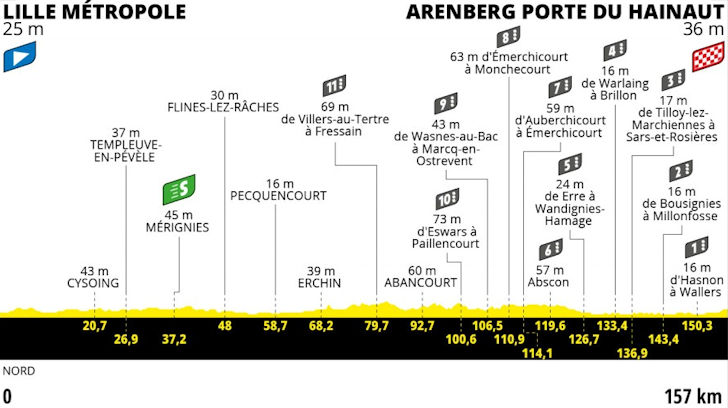 LILLE MÉTROPOLE
25 m
ARENBERG PORTE DU HAINAUT
36 m
43 m
CYSOING
37 m
TEMPLEUVE-
EN-PÉVÈLE
S
45 m
MÉRIGNIES
30 m
FLINES-LEZ-RÂCHES
16 m
PECQUENCOURT
39 m
ERCHIN
11
69 m
de Villers-au-Tertre
à Fressain
60 m
ABANCOURT
10
73 m
d'Eswars à
Paillencourt
9
43 m
de Wasnes-au-Bac
à Marcq-en-
Ostrevent
8
63 m d'Émerchicourt
à Monchecourt
7
59 m
d'Auberchicourt
à Émerchicourt
6
57 m
Abscon
5
24 m
de Erre à
Wandignies-
Hamage
4
16 m
de Warlaing
à Brillon
3
17 m
de Tilloy-lez-
Marchiennes à
Sars-et-Rosières
2
16 m
de Bousignies
à Millonfosse
1
16 m
d'Hasnon
à Wallers
20,7
26,9
37,2
48
58,7
68,2
79,7
92,7
100,6
106,5
110,9
114,1
119,6
126,7
133,4
136,9
143,4
150,3
NORD
0
157 km